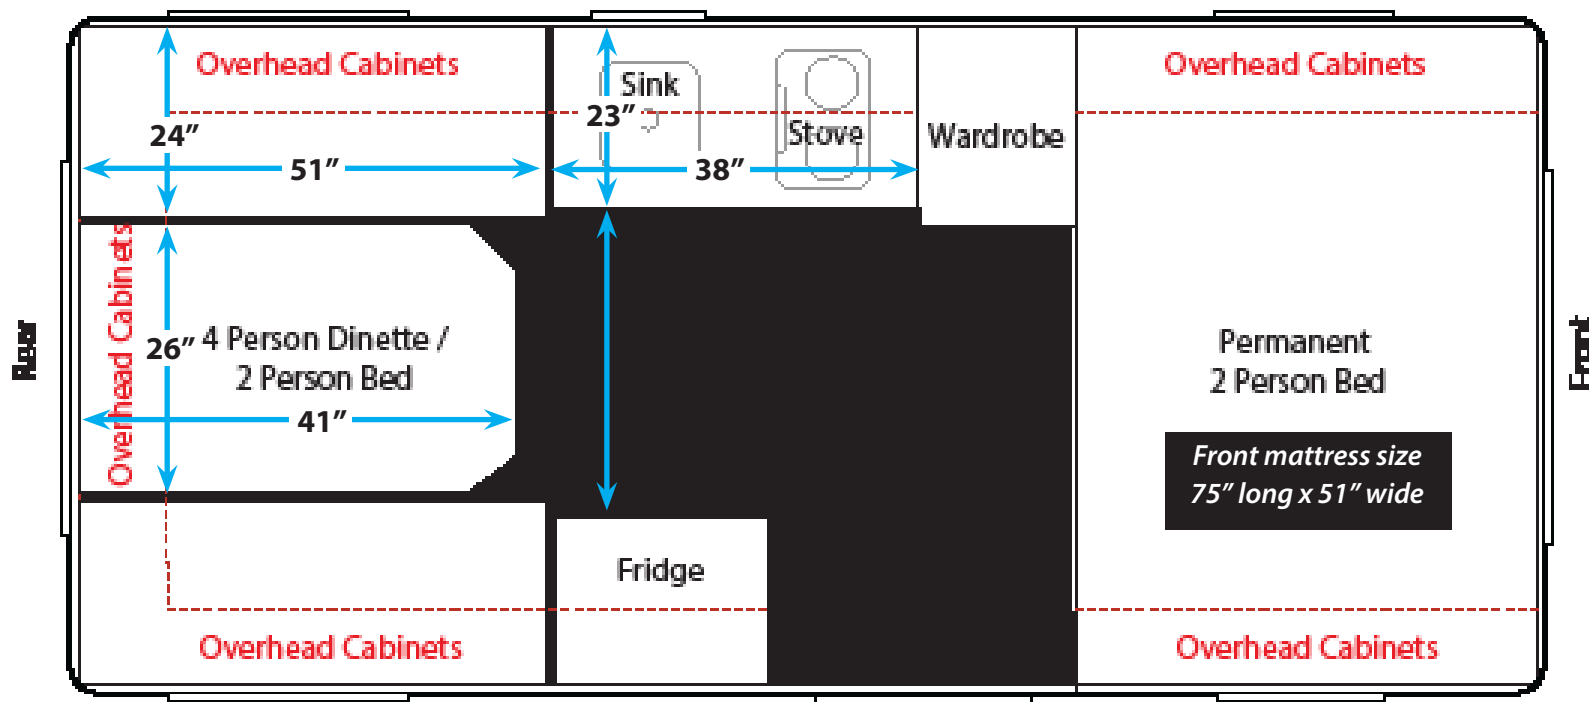 Overhead Cabinets
Sink
Overhead Cabinets
24”
23”
Stove
Wardrobe
51”
38”
Overhead Cabinets
Rear
26”
4 Person Dinette /
2 Person Bed
41”
Permanent
2 Person Bed
Front
Front mattress size
75” long x 51” wide
Fridge
Overhead Cabinets
Overhead Cabinets